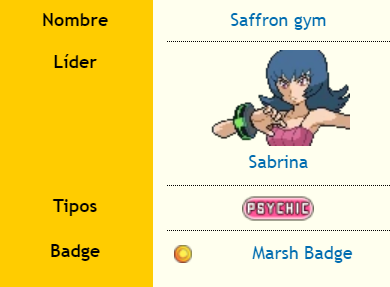 Nombre Saffron gym
Líder
Sabrina
Tipos PSYCHIC
Badge Marsh Badge